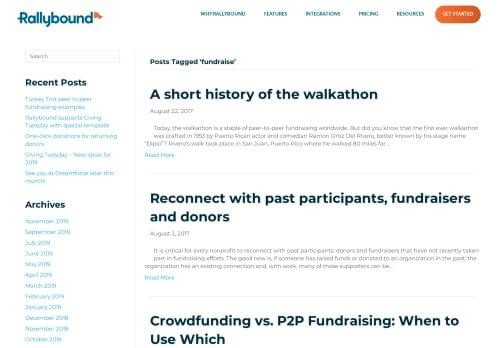 Rallybound
WHY RALLYBOUND
FEATURES
INTEGRATIONS
PRICING
RESOURCES
GET STARTED
Search
Recent Posts
Turkey Trot peer to peer
fundraising examples
Rallybound supports Giving
Tuesday with special template
One-click donations for returning
donors
Giving Tuesday – New ideas for
2019
See you at Dreamforce later this
month!
Archives
November 2019
September 2019
July 2019
June 2019
May 2019
April 2019
March 2019
February 2019
January 2019
December 2018
November 2018
October 2018
Posts Tagged ‘fundraise’
A short history of the walkathon
August 22, 2017
Today, the walkathon is a staple of peer-to-peer fundraising worldwide. But did you know that the first ever walkathon
was crafted in 1953 by Puerto Rican actor and comedian Ramon Ortiz Del Rivero, better known by his stage name
“Diplo”? Rivero’s walk took place in San Juan, Puerto Rico where he walked 80 miles for...
Read More
Reconnect with past participants, fundraisers
and donors
August 2, 2017
It is critical for every nonprofit to reconnect with past participants, donors and fundraisers that have not recently taken
part in fundraising efforts. The good new is, if someone has raised funds or donated to an organization in the past, the
organization has an existing connection and, with work, many of those supporters can be...
Read More
Crowdfunding vs. P2P Fundraising: When to
Use Which